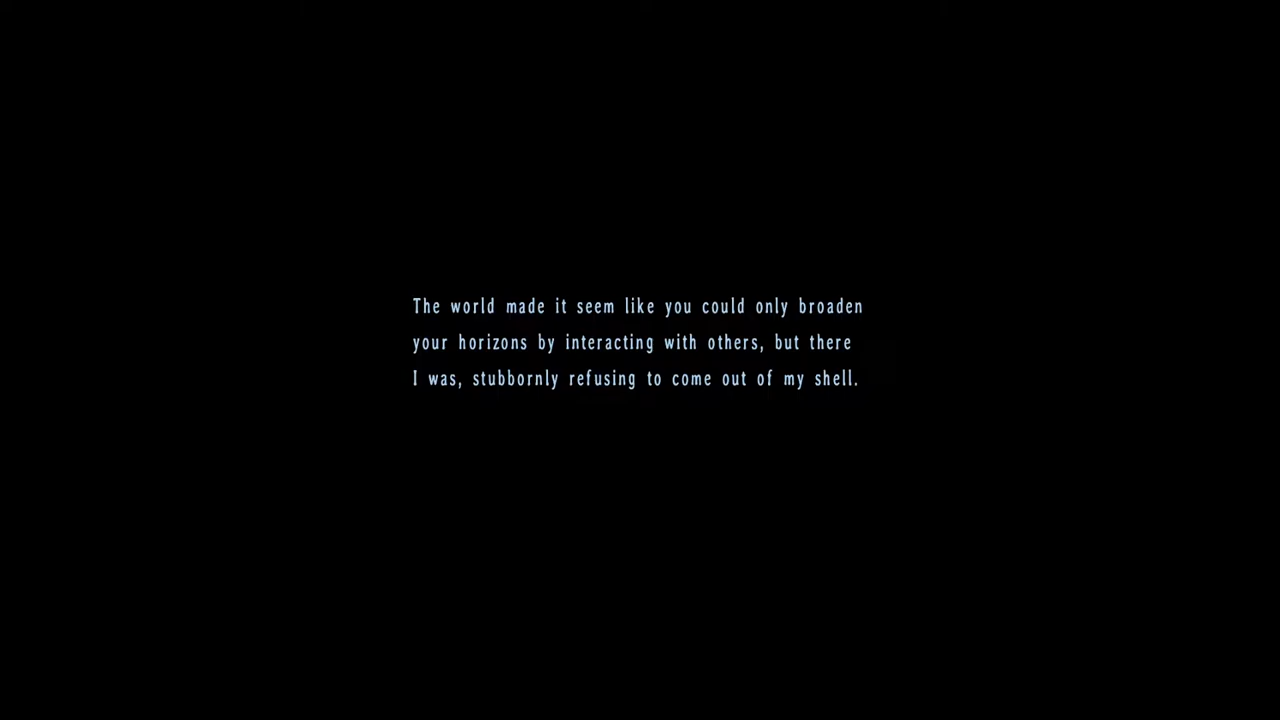 The world made it seem like you could only broaden
your horizons by interacting with others, but there
I was, stubbornly refusing to come out of my shell.